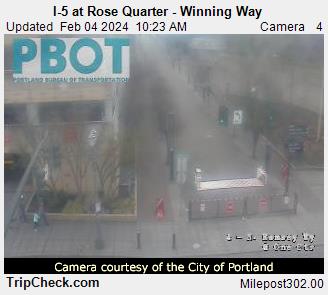 I-5 at Rose Quarter - Winning Way
Updated  Feb 04 2024  10:23 AM
Camera  4
PBOT
PORTLAND BUREAU OF TRANSPORTATION
Camera courtesy of the City of Portland
TripCheck.com
Milepost302.00